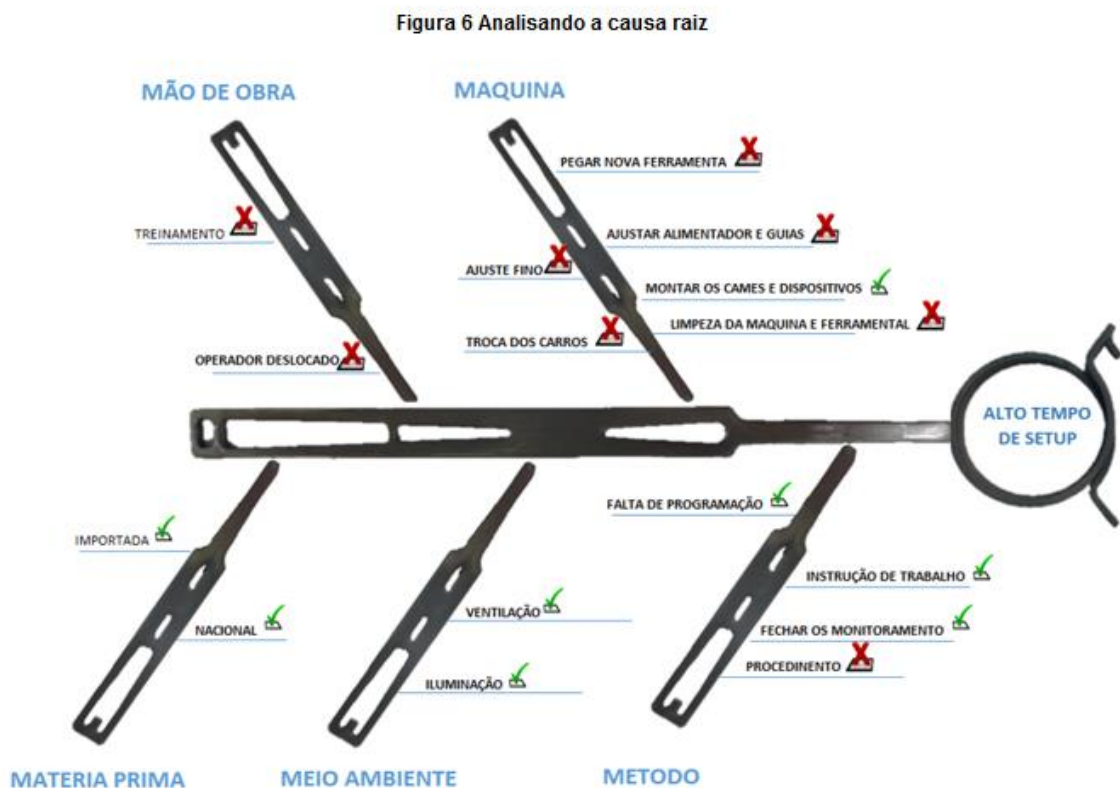 Figura 6 Analisando a causa raiz
MÃO DE OBRA
MAQUINA
PEGAR NOVA FERRAMENTA
TREINAMENTO
AJUSTAR ALIMENTADOR E GUIAS
AJUSTE FINO
MONTAR OS CAMES E DISPOSITIVOS
LIMPEZA DA MAQUINA E FERRAMENTAL
TROCA DOS CARROS
OPERADOR DESLOCADO
ALTO TEMPO
DE SETUP
FALTA DE PROGRAMAÇÃO
IMPORTADA
INSTRUÇÃO DE TRABALHO
VENTILAÇÃO
NACIONAL
FECHAR OS MONITORAMENTO
PROCEDINENTO
ILUMINAÇÃO
MATERIA PRIMA
MEIO AMBIENTE
METODO